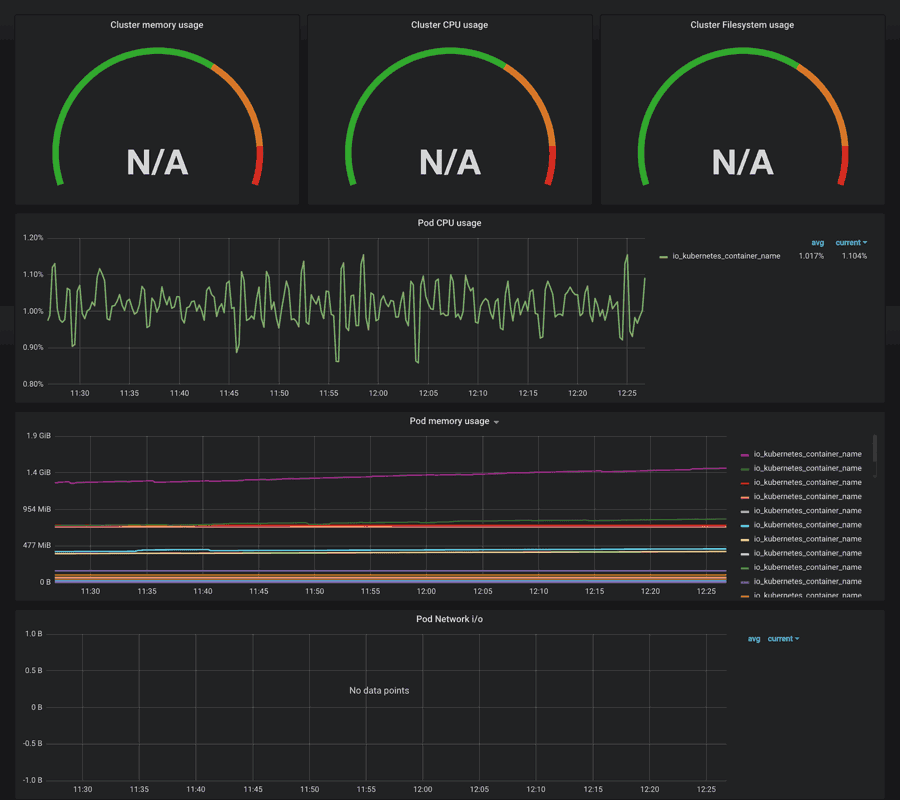 Cluster memory usage
Cluster CPU usage
Cluster Filesystem usage
N/A
N/A
N/A
Pod CPU usage
1.20%
1.10%
1.00%
0.90%
0.80%
11:30 11:35 11:40 11:45 11:50 11:55 12:00 12:05 12:10 12:15 12:20 12:25
avg current
io_kubernetes_container_name 1.017% 1.104%
Pod memory usage
1.9 GiB
1.4 GiB
954 MiB
477 MiB
0 B
11:30 11:35 11:40 11:45 11:50 11:55 12:00 12:05 12:10 12:15 12:20 12:25
io_kubernetes_container_name
io_kubernetes_container_name
io_kubernetes_container_name
io_kubernetes_container_name
io_kubernetes_container_name
io_kubernetes_container_name
io_kubernetes_container_name
io_kubernetes_container_name
io_kubernetes_container_name
io_kubernetes_container_name
io_kubernetes_container_name
Pod Network i/o
1.0 B
0.5 B
0 B
-0.5 B
-1.0 B
No data points
11:30 11:35 11:40 11:45 11:50 11:55 12:00 12:05 12:10 12:15 12:20 12:25
avg current